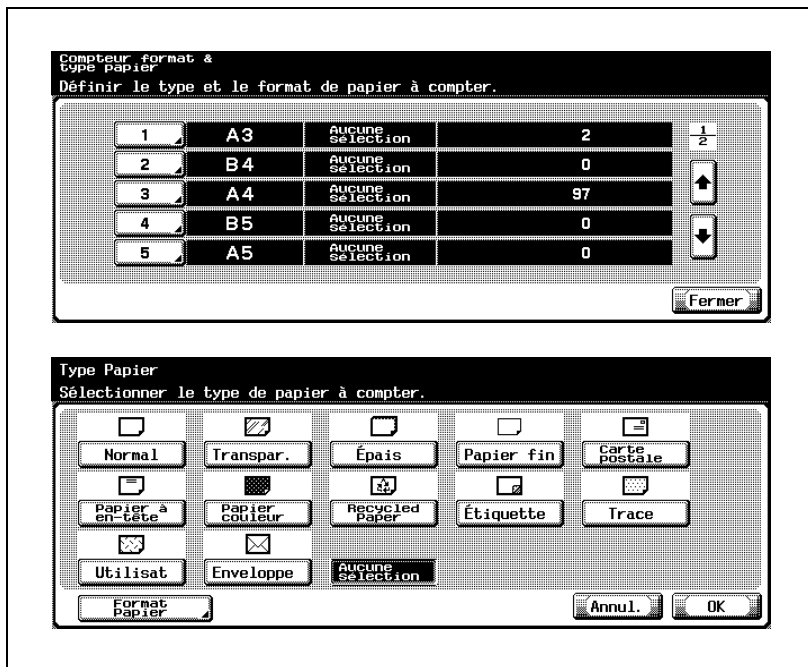 Compteur format &
type papier
Définir le type et le format de papier à compter.
1 A3 Aucune sélection 2 1/2
2 B4 Aucune sélection 0
3 A4 Aucune sélection 97
4 B5 Aucune sélection 0
5 A5 Aucune sélection 0
Fermer
Type Papier
Sélectionner le type de papier à compter.
Normal Transpar. Épais Papier fin Carte postale
Papier à en-tête Papier couleur Recycled Paper Étiquette Trace
Utilisat Enveloppe Aucune sélection
Format Papier Annul. OK